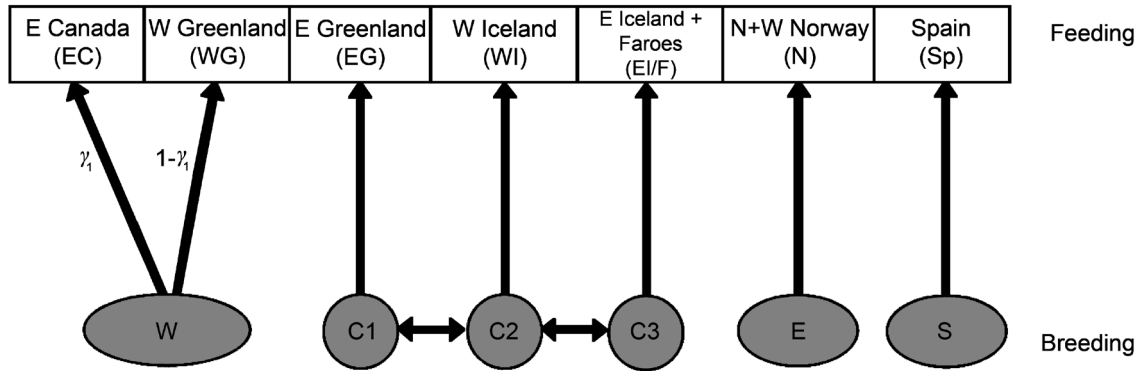 E Canada
(EC)
W Greenland
(WG)
E Greenland
(EG)
W Iceland
(WI)
E Iceland +
Faroes
(EI/F)
N+W Norway
(N)
Spain
(Sp)
Feeding
γ₁
1-γ₁
W
C1
C2
C3
E
S
Breeding